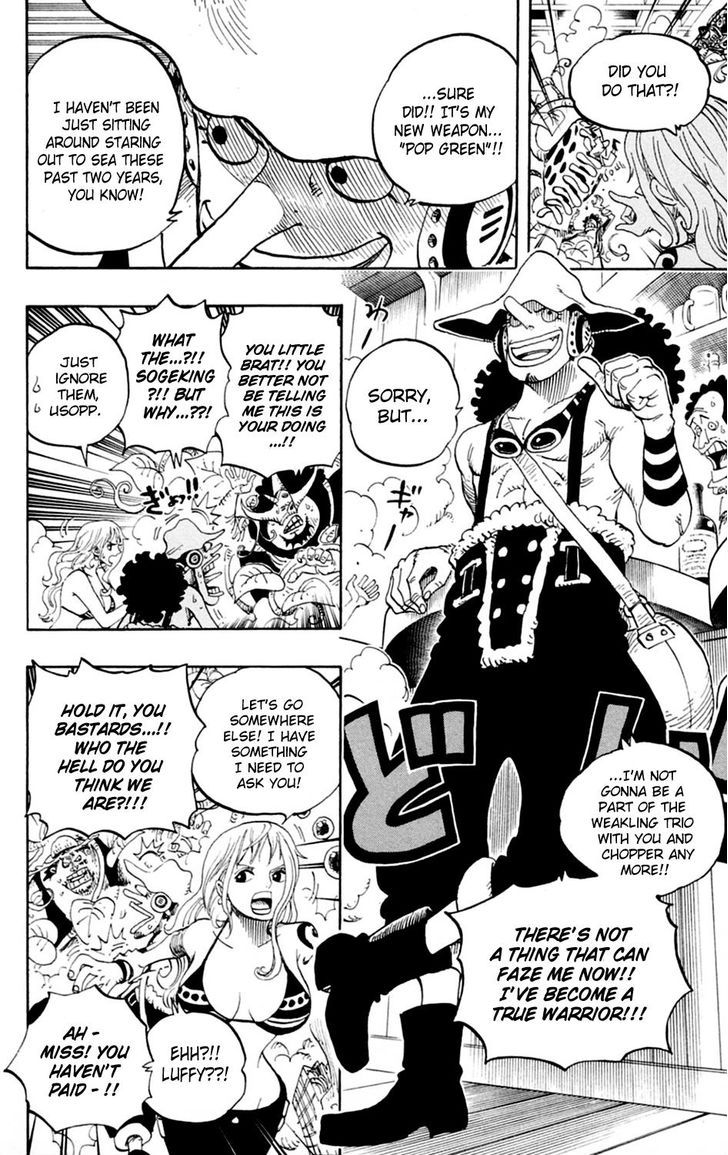 DID YOU
DO THAT?!
...SURE
DID!! IT'S MY
NEW WEAPON...
"POP GREEN"!!
I HAVEN'T BEEN
JUST SITTING
AROUND STARING
OUT TO SEA THESE
PAST TWO YEARS,
YOU KNOW!
SORRY,
BUT...
...I'M NOT
GONNA BE
A PART OF THE
WEAKLING TRIO
WITH YOU AND
CHOPPER ANY
MORE!!
THERE'S NOT
A THING THAT CAN
FAZE ME NOW!!
I'VE BECOME A
TRUE WARRIOR!!!
ど
YOU LITTLE
BRAT!! YOU
BETTER NOT
BE TELLING
ME THIS IS
YOUR DOING
...!!
WHAT
THE...?!!
SOGEKING
?!! BUT
WHY...??!
JUST
IGNORE
THEM,
USOPP.
LET'S GO
SOMEWHERE
ELSE! I HAVE
SOMETHING
I NEED TO
ASK YOU!
HOLD IT, YOU
BASTARDS...!!
WHO THE
HELL DO YOU
THINK WE
ARE?!!!
EHH?!!
LUFFY??!
AH -
MISS! YOU
HAVEN'T
PAID - !!